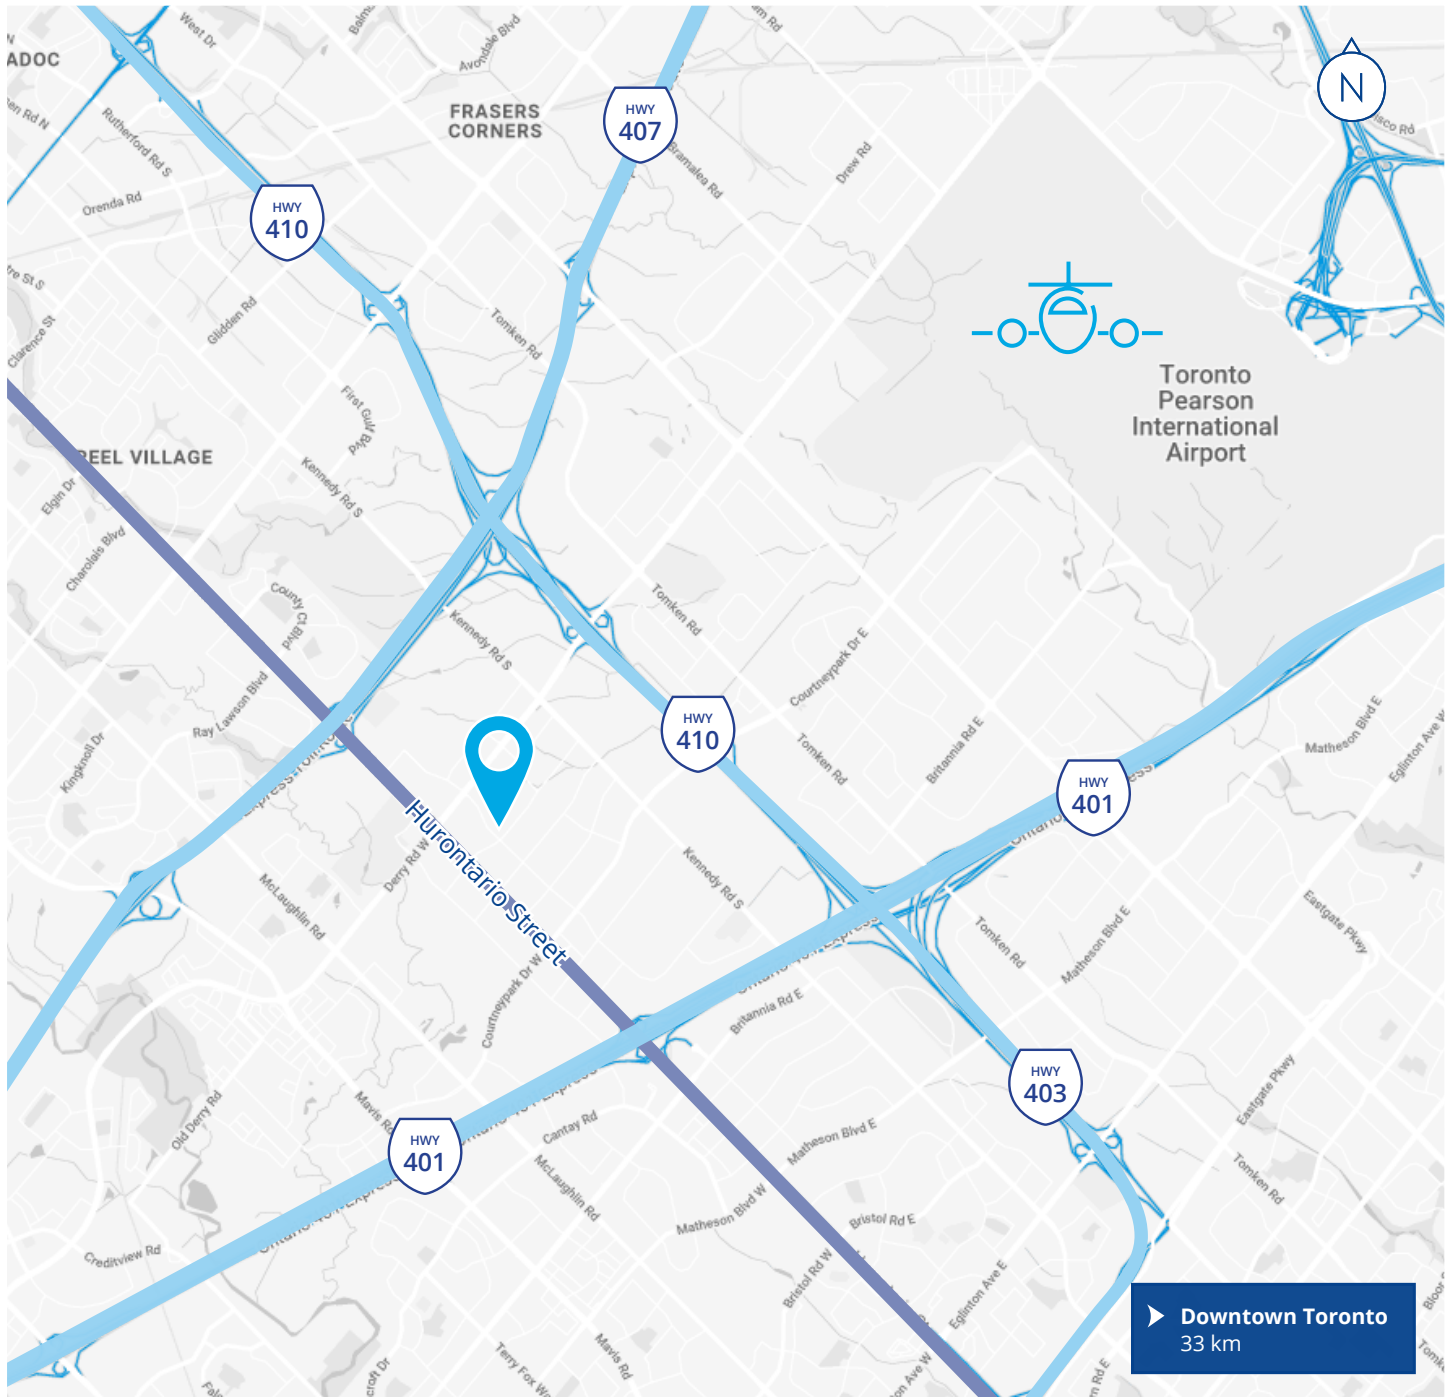 West Dr
Avondale Blvd
ADOC
N
FRASERS
CORNERS
HWY
407
Rutherford Rd S
Bramalea Rd
Drew Rd
Orenda Rd
HWY
410
Clarence St
Glidden Rd
Tomken Rd
Toronto
Pearson
International
Airport
First Gulf Blvd
PEEL VILLAGE
Elgin Dr
Kennedy Rd S
Charolais Blvd
County Ct Blvd
Kennedy Rd S
Tomken Rd
Courtneypark Dr E
Ray Lawson Blvd
Kingknoll Dr
HWY
410
Tomken Rd
Britannia Rd E
Matheson Blvd E
Eglinton Ave W
HWY
401
Hurontario Street
Derry Rd W
McLaughlin Rd
Kennedy Rd S
Tomken Rd
Matheson Blvd E
Eastgate Pkwy
Courtneypark Dr W
Britannia Rd E
HWY
403
Eastgate Pkwy
Old Derry Rd
Mavis Rd
HWY
401
Cantay Rd
Matheson Blvd E
McLaughlin Rd
Tomken Rd
Matheson Blvd W
Bristol Rd E
Creditview Rd
Bristol Rd W
Eglinton Ave E
Mavis Rd
Downtown Toronto
33 km